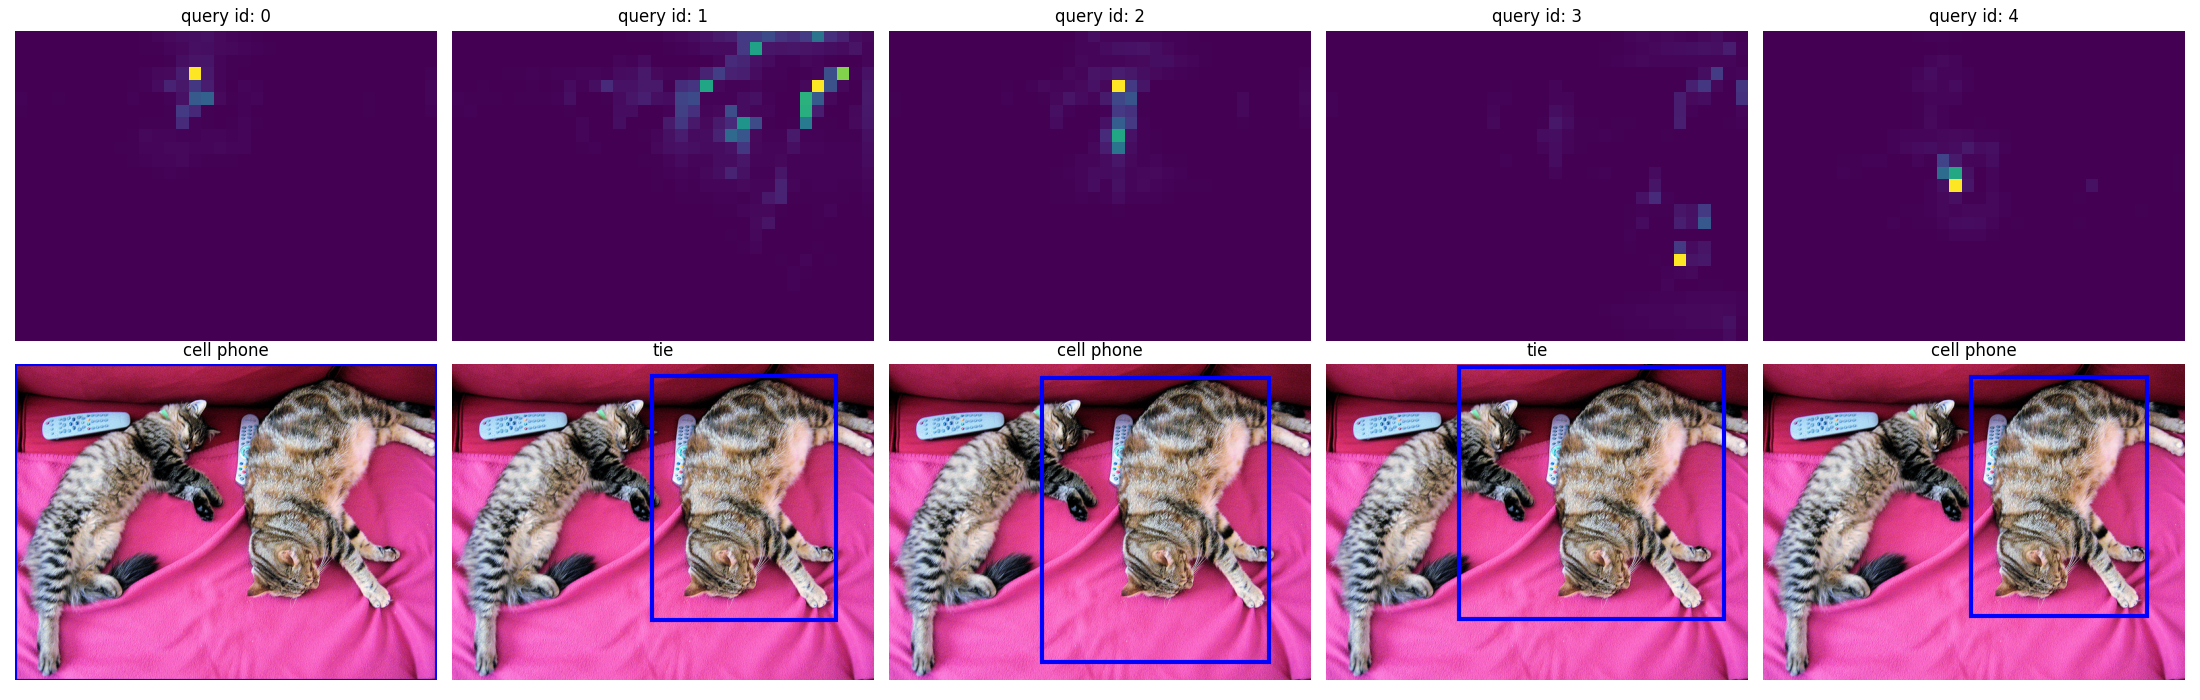 query id: 0
query id: 1
query id: 2
query id: 3
query id: 4
cell phone
tie
cell phone
tie
cell phone